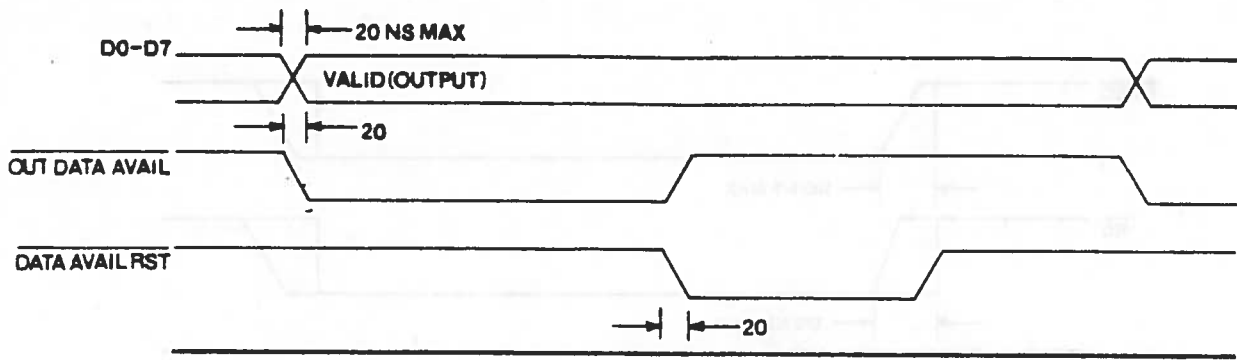 20 NS MAX
D0-D7
VALID(OUTPUT)
20
OUT DATA AVAIL
DATA AVAIL RST
20